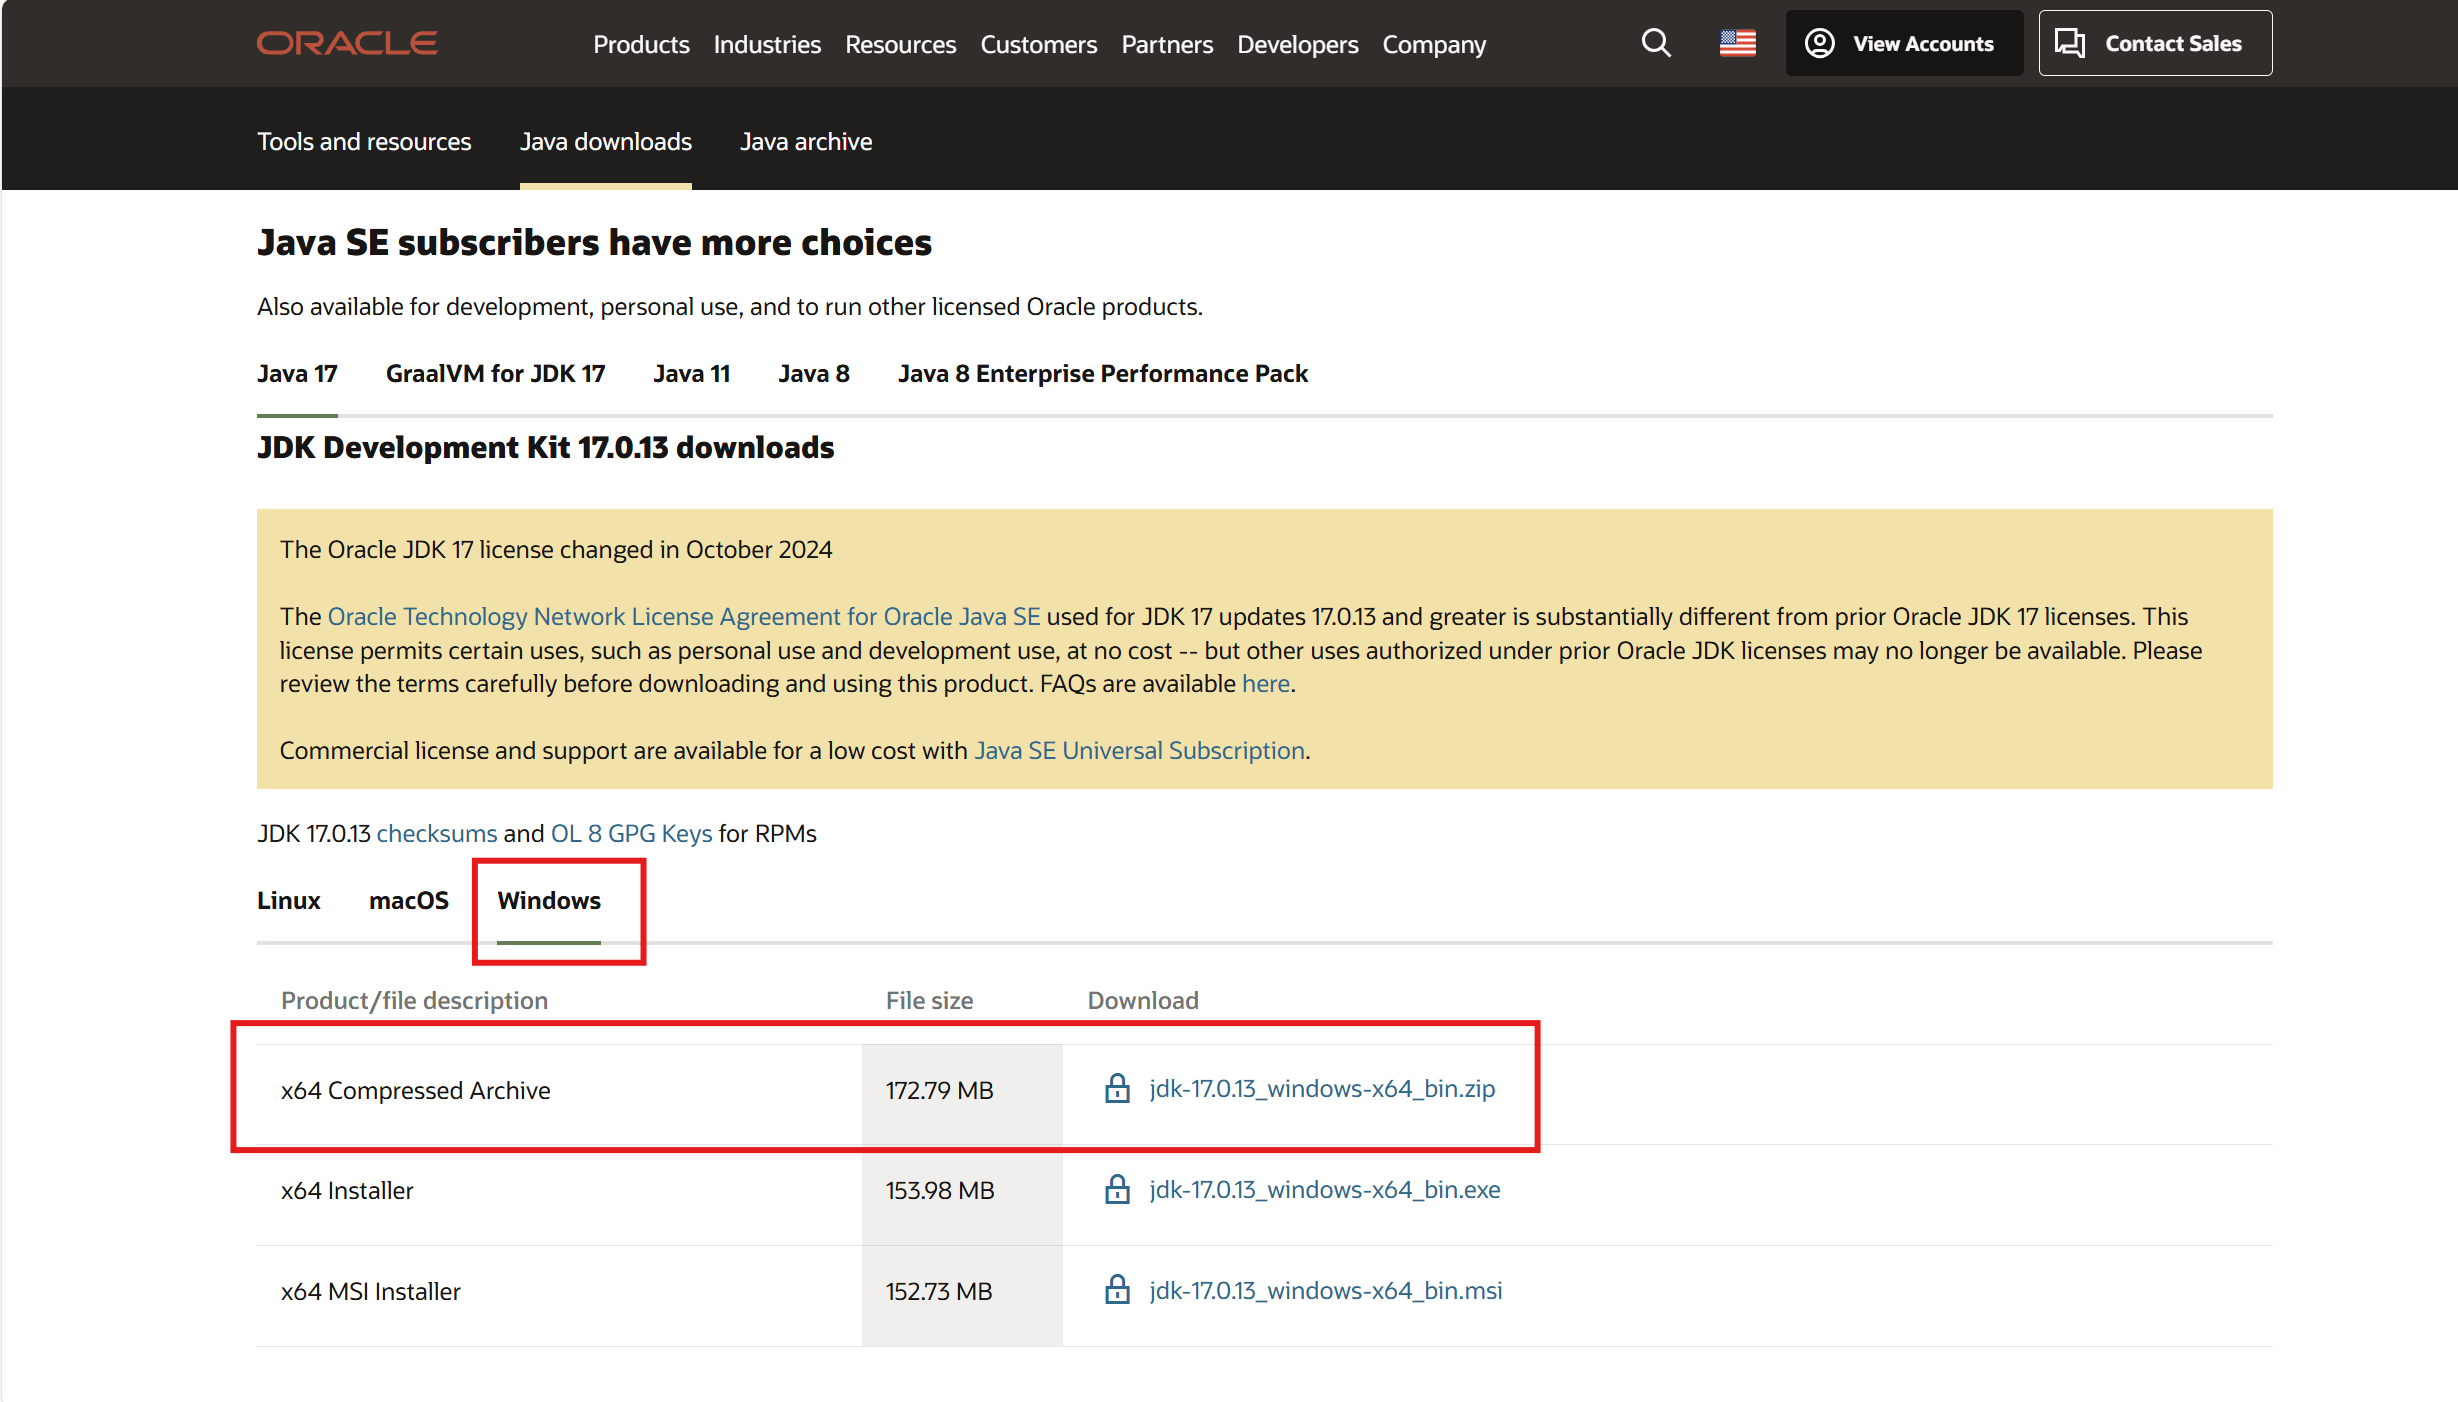 ORACLE
Products Industries Resources Customers Partners Developers Company
View Accounts
Contact Sales
Tools and resources Java downloads Java archive
Java SE subscribers have more choices
Also available for development, personal use, and to run other licensed Oracle products.
Java 17 GraalVM for JDK 17 Java 11 Java 8 Java 8 Enterprise Performance Pack
JDK Development Kit 17.0.13 downloads
The Oracle JDK 17 license changed in October 2024
The Oracle Technology Network License Agreement for Oracle Java SE used for JDK 17 updates 17.0.13 and greater is substantially different from prior Oracle JDK 17 licenses. This
license permits certain uses, such as personal use and development use, at no cost -- but other uses authorized under prior Oracle JDK licenses may no longer be available. Please
review the terms carefully before downloading and using this product. FAQs are available here.
Commercial license and support are available for a low cost with Java SE Universal Subscription.
JDK 17.0.13 checksums and OL 8 GPG Keys for RPMs
Linux macOS Windows
Product/file description File size Download
x64 Compressed Archive 172.79 MB jdk-17.0.13_windows-x64_bin.zip
x64 Installer 153.98 MB jdk-17.0.13_windows-x64_bin.exe
x64 MSI Installer 152.73 MB jdk-17.0.13_windows-x64_bin.msi